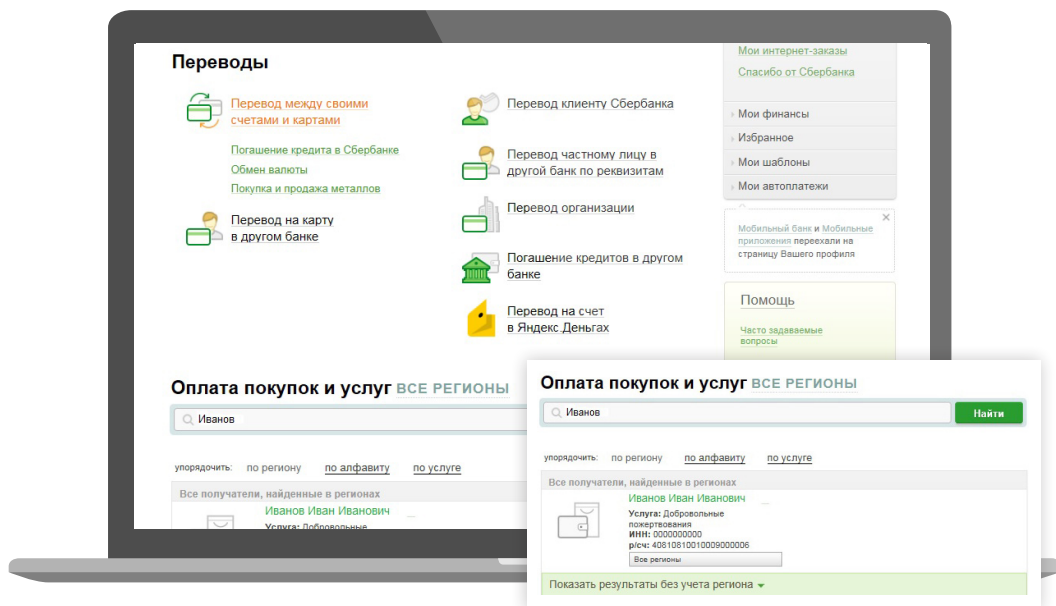 Переводы
Перевод между своими
счетами и картами
Погашение кредита в Сбербанке
Обмен валюты
Покупка и продажа металлов
Перевод на карту
в другом банке
Перевод клиенту Сбербанка
Перевод частному лицу в
другой банк по реквизитам
Перевод организации
Погашение кредитов в другом
банке
Перевод на счет
в Яндекс.Деньгах
Мои интернет-заказы
Спасибо от Сбербанка
Мои финансы
Избранное
Мои шаблоны
Мои автоплатежи
Мобильный банк и Мобильные
приложения переехали на
страницу Вашего профиля
Помощь
Часто задаваемые
вопросы
Оплата покупок и услуг ВСЕ РЕГИОНЫ
Иванов
упорядочить: по региону по алфавиту по услуге
Все получатели, найденные в регионах
Иванов Иван Иванович
Услуга: Добровольные
Оплата покупок и услуг ВСЕ РЕГИОНЫ
Иванов Найти
упорядочить: по региону по алфавиту по услуге
Все получатели, найденные в регионах
Иванов Иван Иванович
Услуга: Добровольные
пожертвования
ИНН: 0000000000
р/сч: 40810810010009000006
Все регионы
Показать результаты без учета региона